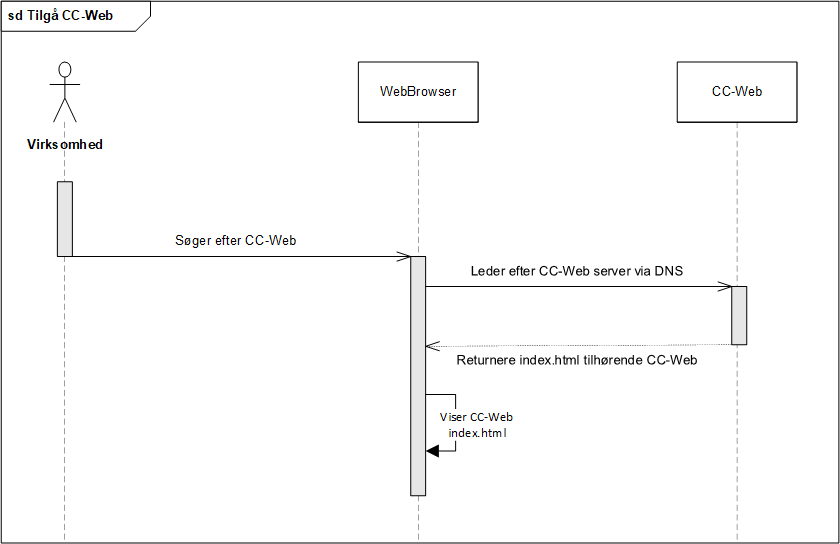 sd Tilgå CC-Web
WebBrowser
CC-Web
Virksomhed
Søger efter CC-Web
Leder efter CC-Web server via DNS
Returnere index.html tilhørende CC-Web
Viser CC-Web
index.html